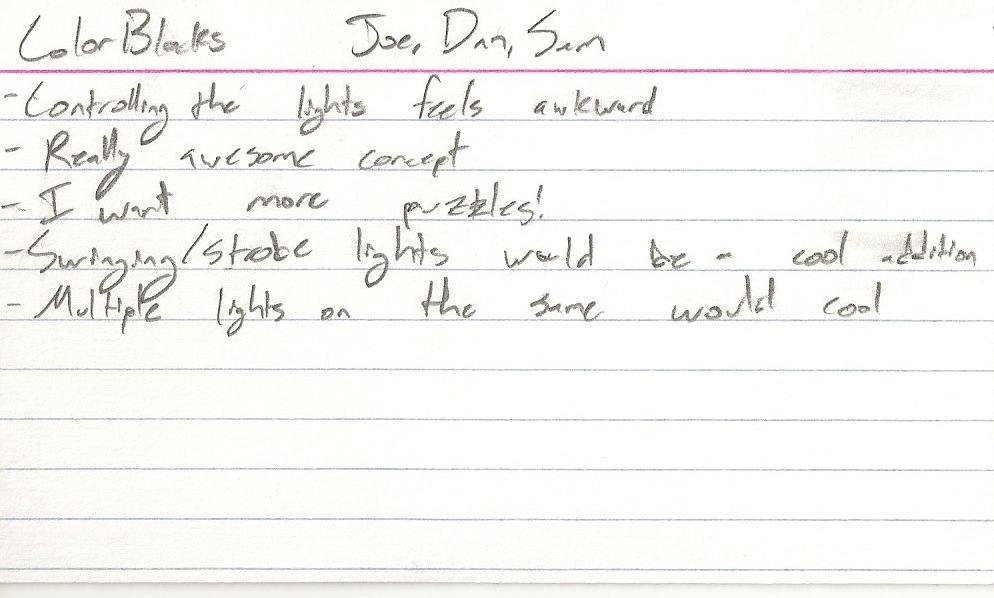 ColorBlocks Joe, Dan, Sam
- Controlling the lights feels awkward
- Really awesome concept
- I want more puzzles!
- Swinging/strobe lights would be a cool addition
- Multiple lights on the same would cool